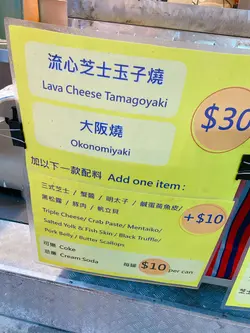 流心芝士玉子燒
Lava Cheese Tamagoyaki
大阪燒
Okonomiyaki
$30
加以下一款配料 Add one item:
三式芝士 / 蟹膏 / 明太子 / 鹹蛋黃魚皮/
黑松露 / 豚肉 / 帆立貝
+$10
Triple Cheese/ Crab Paste/ Mentaiko/
Salted Yolk & Fish Skin/ Black Truffle/
Pork Belly/ Butter Scallops
可樂 Coke
忌廉 Cream Soda
每罐 $10 per can